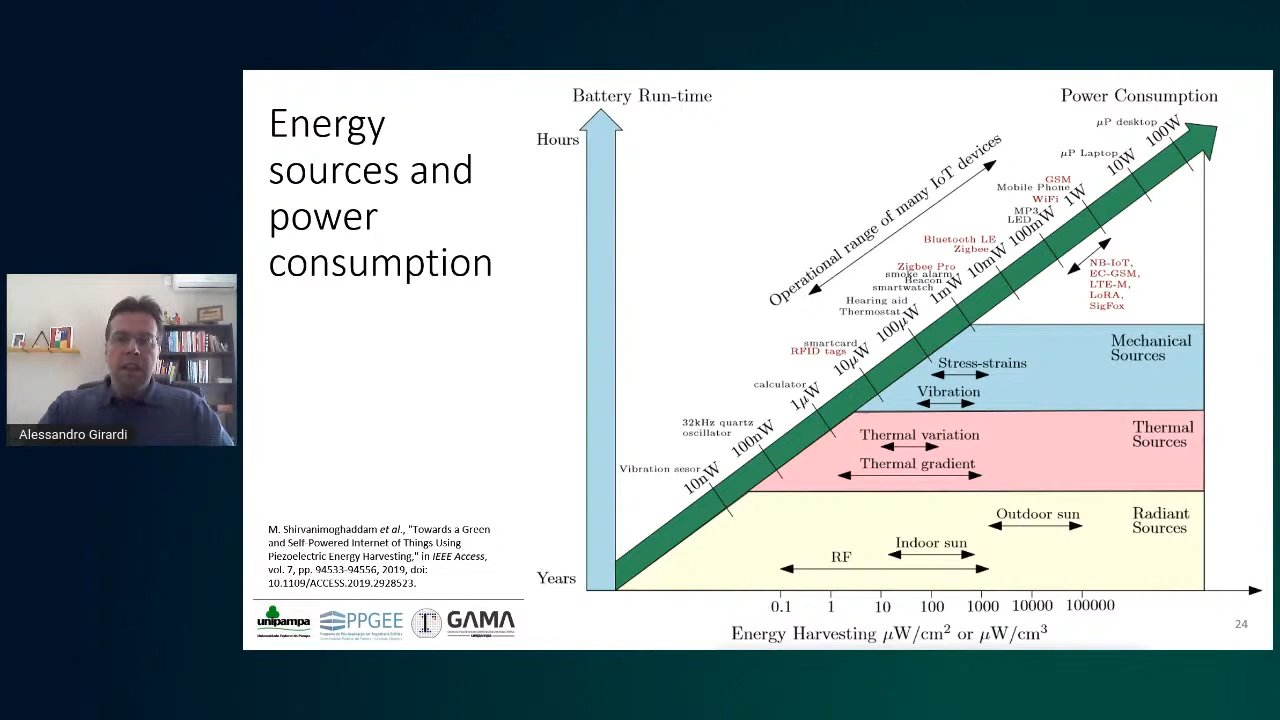 Energy
sources and
power
consumption
M. Shirvanimoghaddam et al., "Towards a Green
and Self-Powered Internet of Things Using
Piezoelectric Energy Harvesting," in IEEE Access,
vol. 7, pp. 94533-94556, 2019, doi:
10.1109/ACCESS.2019.2928523.
unipampa
Universidade Federal do Pampa
PPGEE
GAMA
unipampa
Alessandro Girardi
Battery Run-time
Hours
Years
Power Consumption
Operational range of many IoT devices
µP desktop
100W
µP Laptop
10W
GSM
Mobile Phone
WiFi
1W
MP3
LED
100mW
Bluetooth LE
Zigbee
10mW
Zigbee Pro
smoke alarm
Beacon
smartwatch
1mW
Hearing aid
Thermostat
100µW
smartcard
RFID tags
10µW
calculator
1µW
32kHz quartz
oscillator
100nW
Vibration sesor
10nW
NB-IoT,
EC-GSM,
LTE-M,
LoRA,
SigFox
Mechanical
Sources
Stress-strains
Vibration
Thermal
Sources
Thermal variation
Thermal gradient
Radiant
Sources
Outdoor sun
Indoor sun
RF
0.1 1 10 100 1000 10000 100000
Energy Harvesting µW/cm² or µW/cm³
24